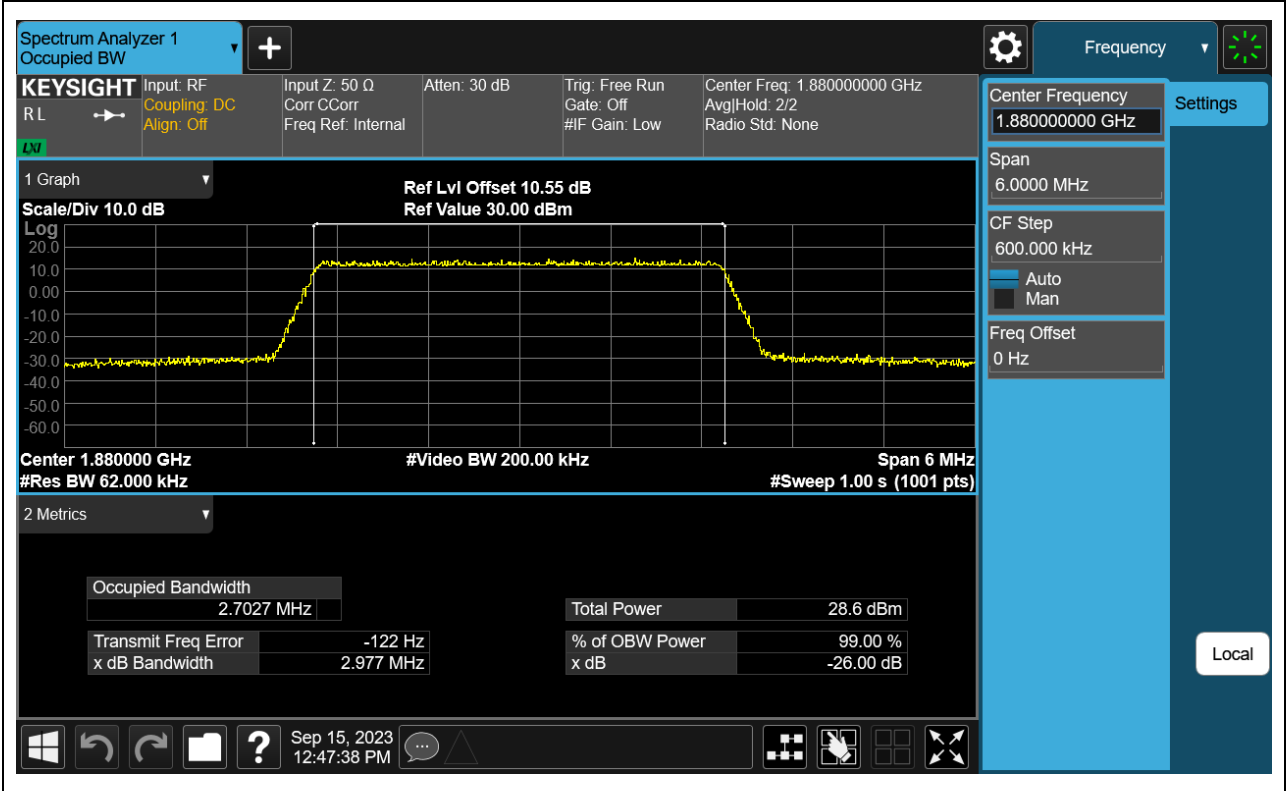 Spectrum Analyzer 1
Occupied BW
Frequency
KEYSIGHT
R L
LXI
Input: RF
Coupling: DC
Align: Off
Input Z: 50 Ω
Corr CCorr
Freq Ref: Internal
Atten: 30 dB
Trig: Free Run
Gate: Off
#IF Gain: Low
Center Freq: 1.880000000 GHz
Avg|Hold: 2/2
Radio Std: None
Center Frequency
1.880000000 GHz
Settings
Span
6.0000 MHz
CF Step
600.000 kHz
Auto
Man
Freq Offset
0 Hz
Local
1 Graph
Scale/Div 10.0 dB
Ref Lvl Offset 10.55 dB
Ref Value 30.00 dBm
Log
20.0
10.0
0.00
-10.0
-20.0
-30.0
-40.0
-50.0
-60.0
Center 1.880000 GHz
#Video BW 200.00 kHz
Span 6 MHz
#Res BW 62.000 kHz
#Sweep 1.00 s (1001 pts)
2 Metrics
Occupied Bandwidth
2.7027 MHz
Total Power 28.6 dBm
Transmit Freq Error -122 Hz
% of OBW Power 99.00 %
x dB Bandwidth 2.977 MHz
x dB -26.00 dB
?
Sep 15, 2023
12:47:38 PM